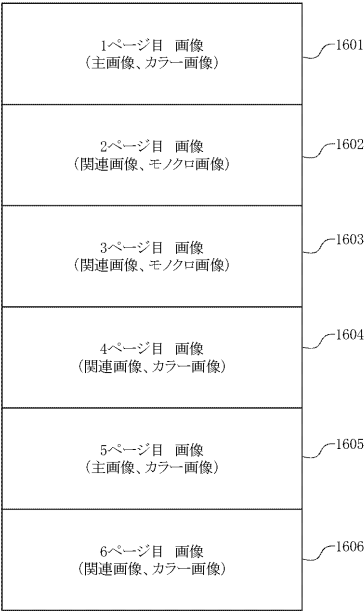 1ページ目 画像
(主画像、カラー画像)
1601
2ページ目 画像
(関連画像、モノクロ画像)
1602
3ページ目 画像
(関連画像、モノクロ画像)
1603
4ページ目 画像
(関連画像、カラー画像)
1604
5ページ目 画像
(主画像、カラー画像)
1605
6ページ目 画像
(関連画像、カラー画像)
1606